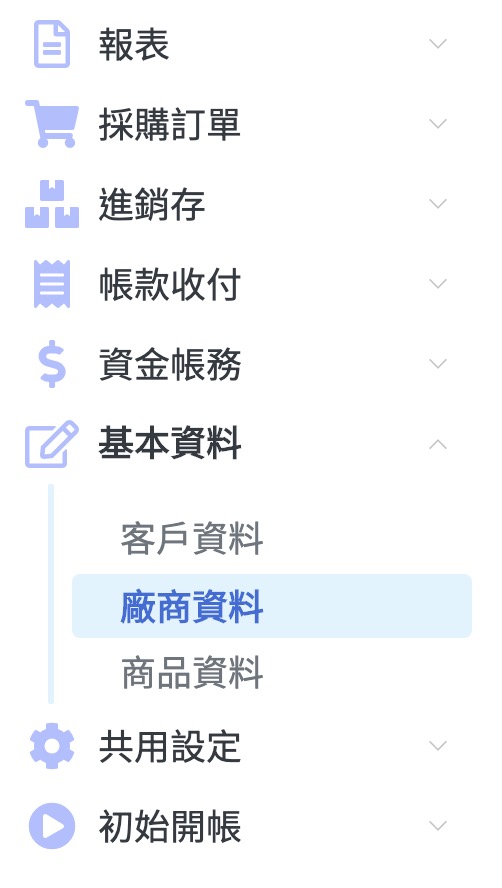 報表
採購訂單
進銷存
帳款收付
資金帳務
基本資料
客戶資料
廠商資料
商品資料
共用設定
初始開帳